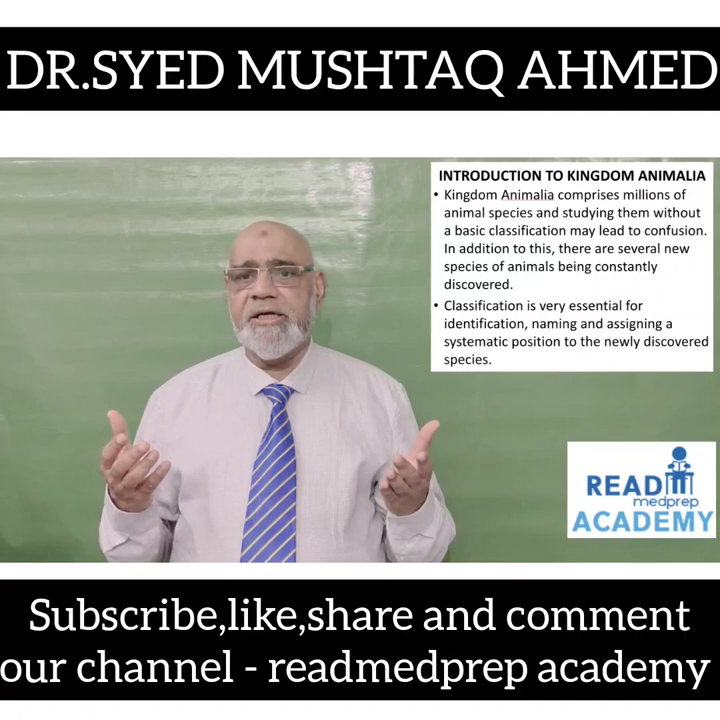 DR.SYED MUSHTAQ AHMED
INTRODUCTION TO KINGDOM ANIMALIA
• Kingdom Animalia comprises millions of
animal species and studying them without
a basic classification may lead to confusion.
In addition to this, there are several new
species of animals being constantly
discovered.
• Classification is very essential for
identification, naming and assigning a
systematic position to the newly discovered
species.
READ
medprep
ACADEMY
Subscribe,like,share and comment
our channel - readmedprep academy